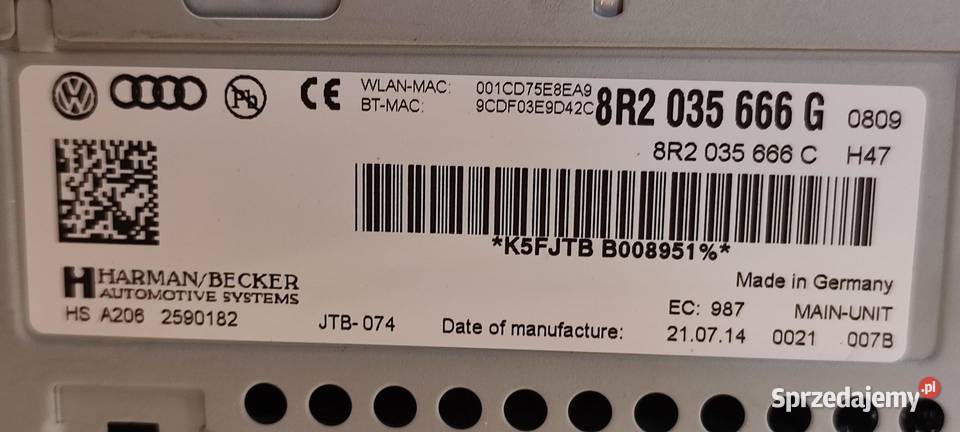 WLAN-MAC: 001CD75E8EA9
BT-MAC: 9CDF03E9D42C
8R2 035 666 G 0809
8R2 035 666 C H47
*K5FJTB B008951%*
HARMAN/BECKER
AUTOMOTIVE SYSTEMS
Made in Germany
EC: 987 MAIN-UNIT
HS A206 2590182 JTB-074 Date of manufacture: 21.07.14 0021 007B
Sprzedajemy.pl